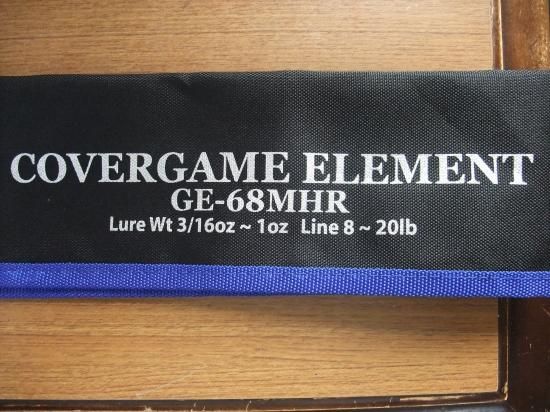 COVERGAME ELEMENT
GE-68MHR
Lure Wt 3/16oz ~ 1oz Line 8 ~ 20lb